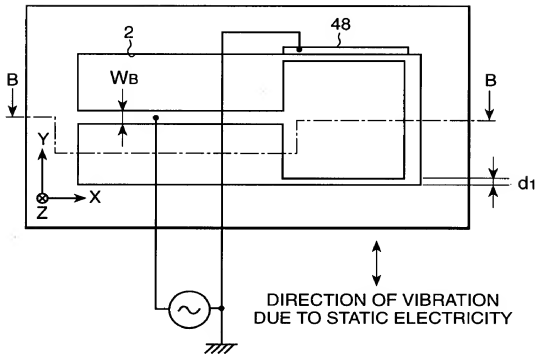 2
48
WB
B
B
Y
Z
X
d1
DIRECTION OF VIBRATION
DUE TO STATIC ELECTRICITY